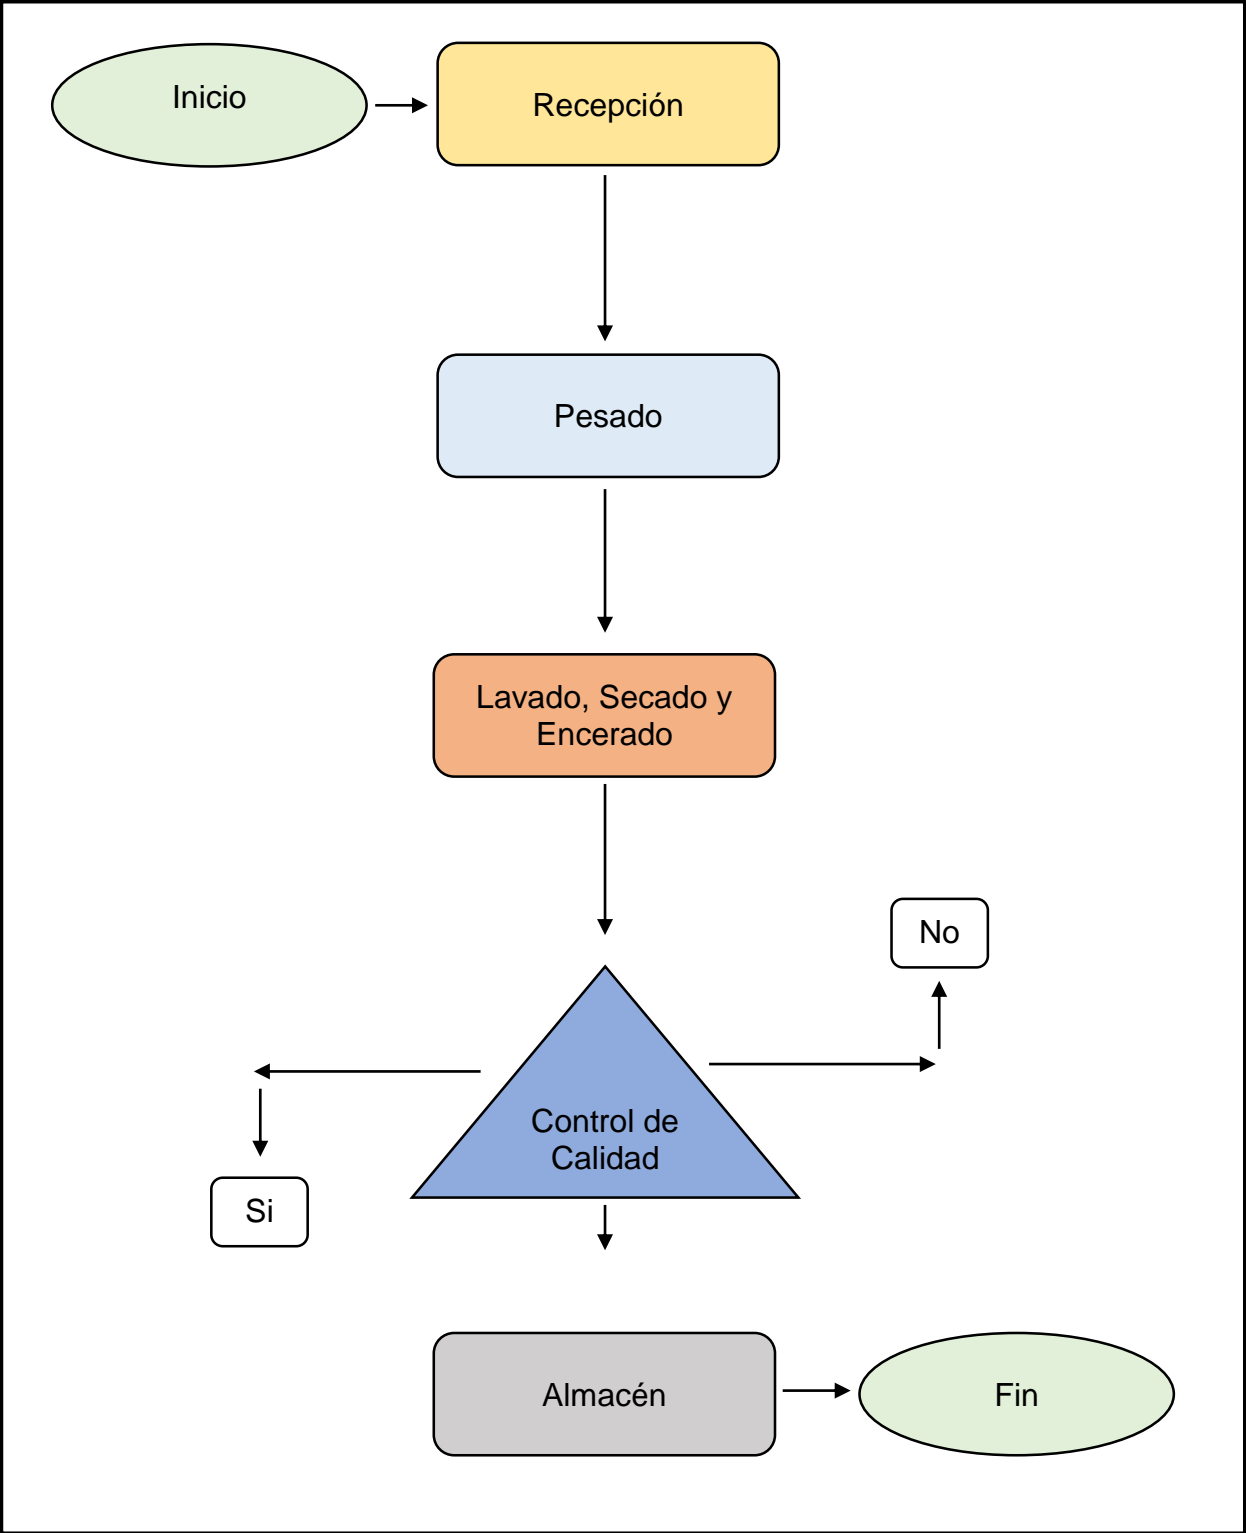 Inicio
Recepción
Pesado
Lavado, Secado y
Encerado
No
Control de
Calidad
Si
Almacén
Fin